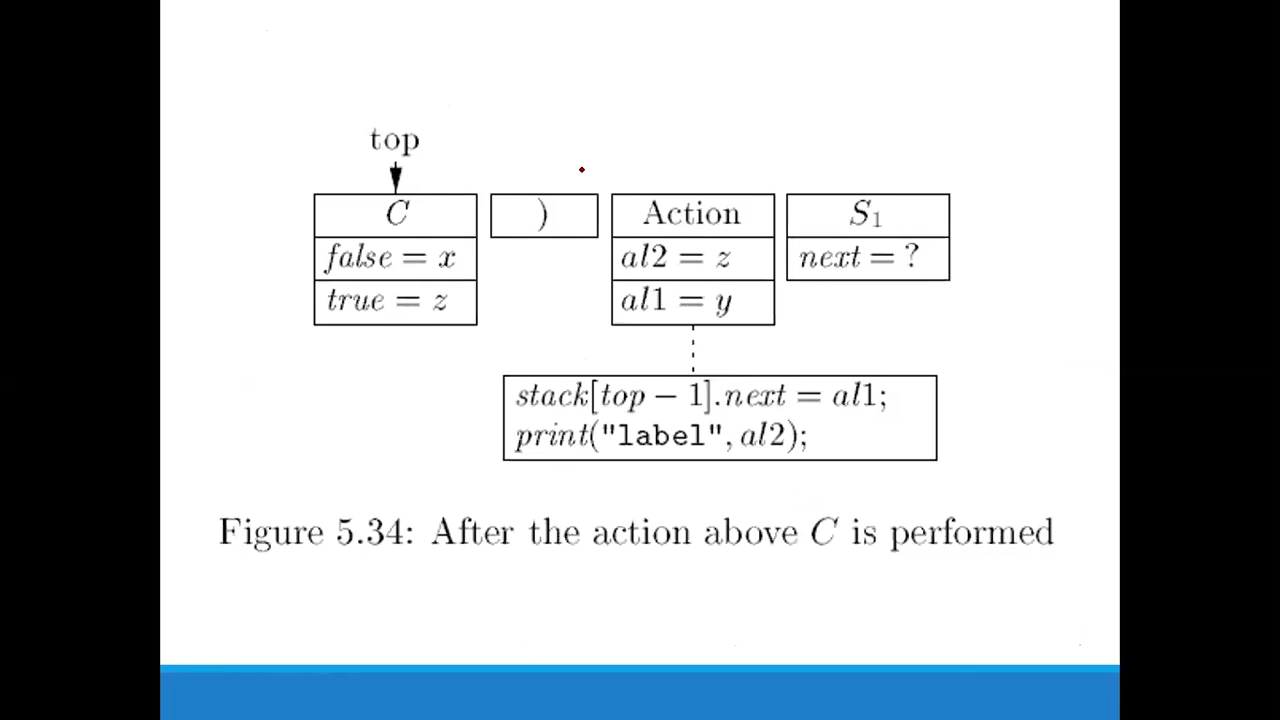 top
C
)
Action
S₁
false = x
al2 = z
next = ?
true = z
al1 = y
stack[top − 1].next = al1;
print("label", al2);
Figure 5.34: After the action above C is performed